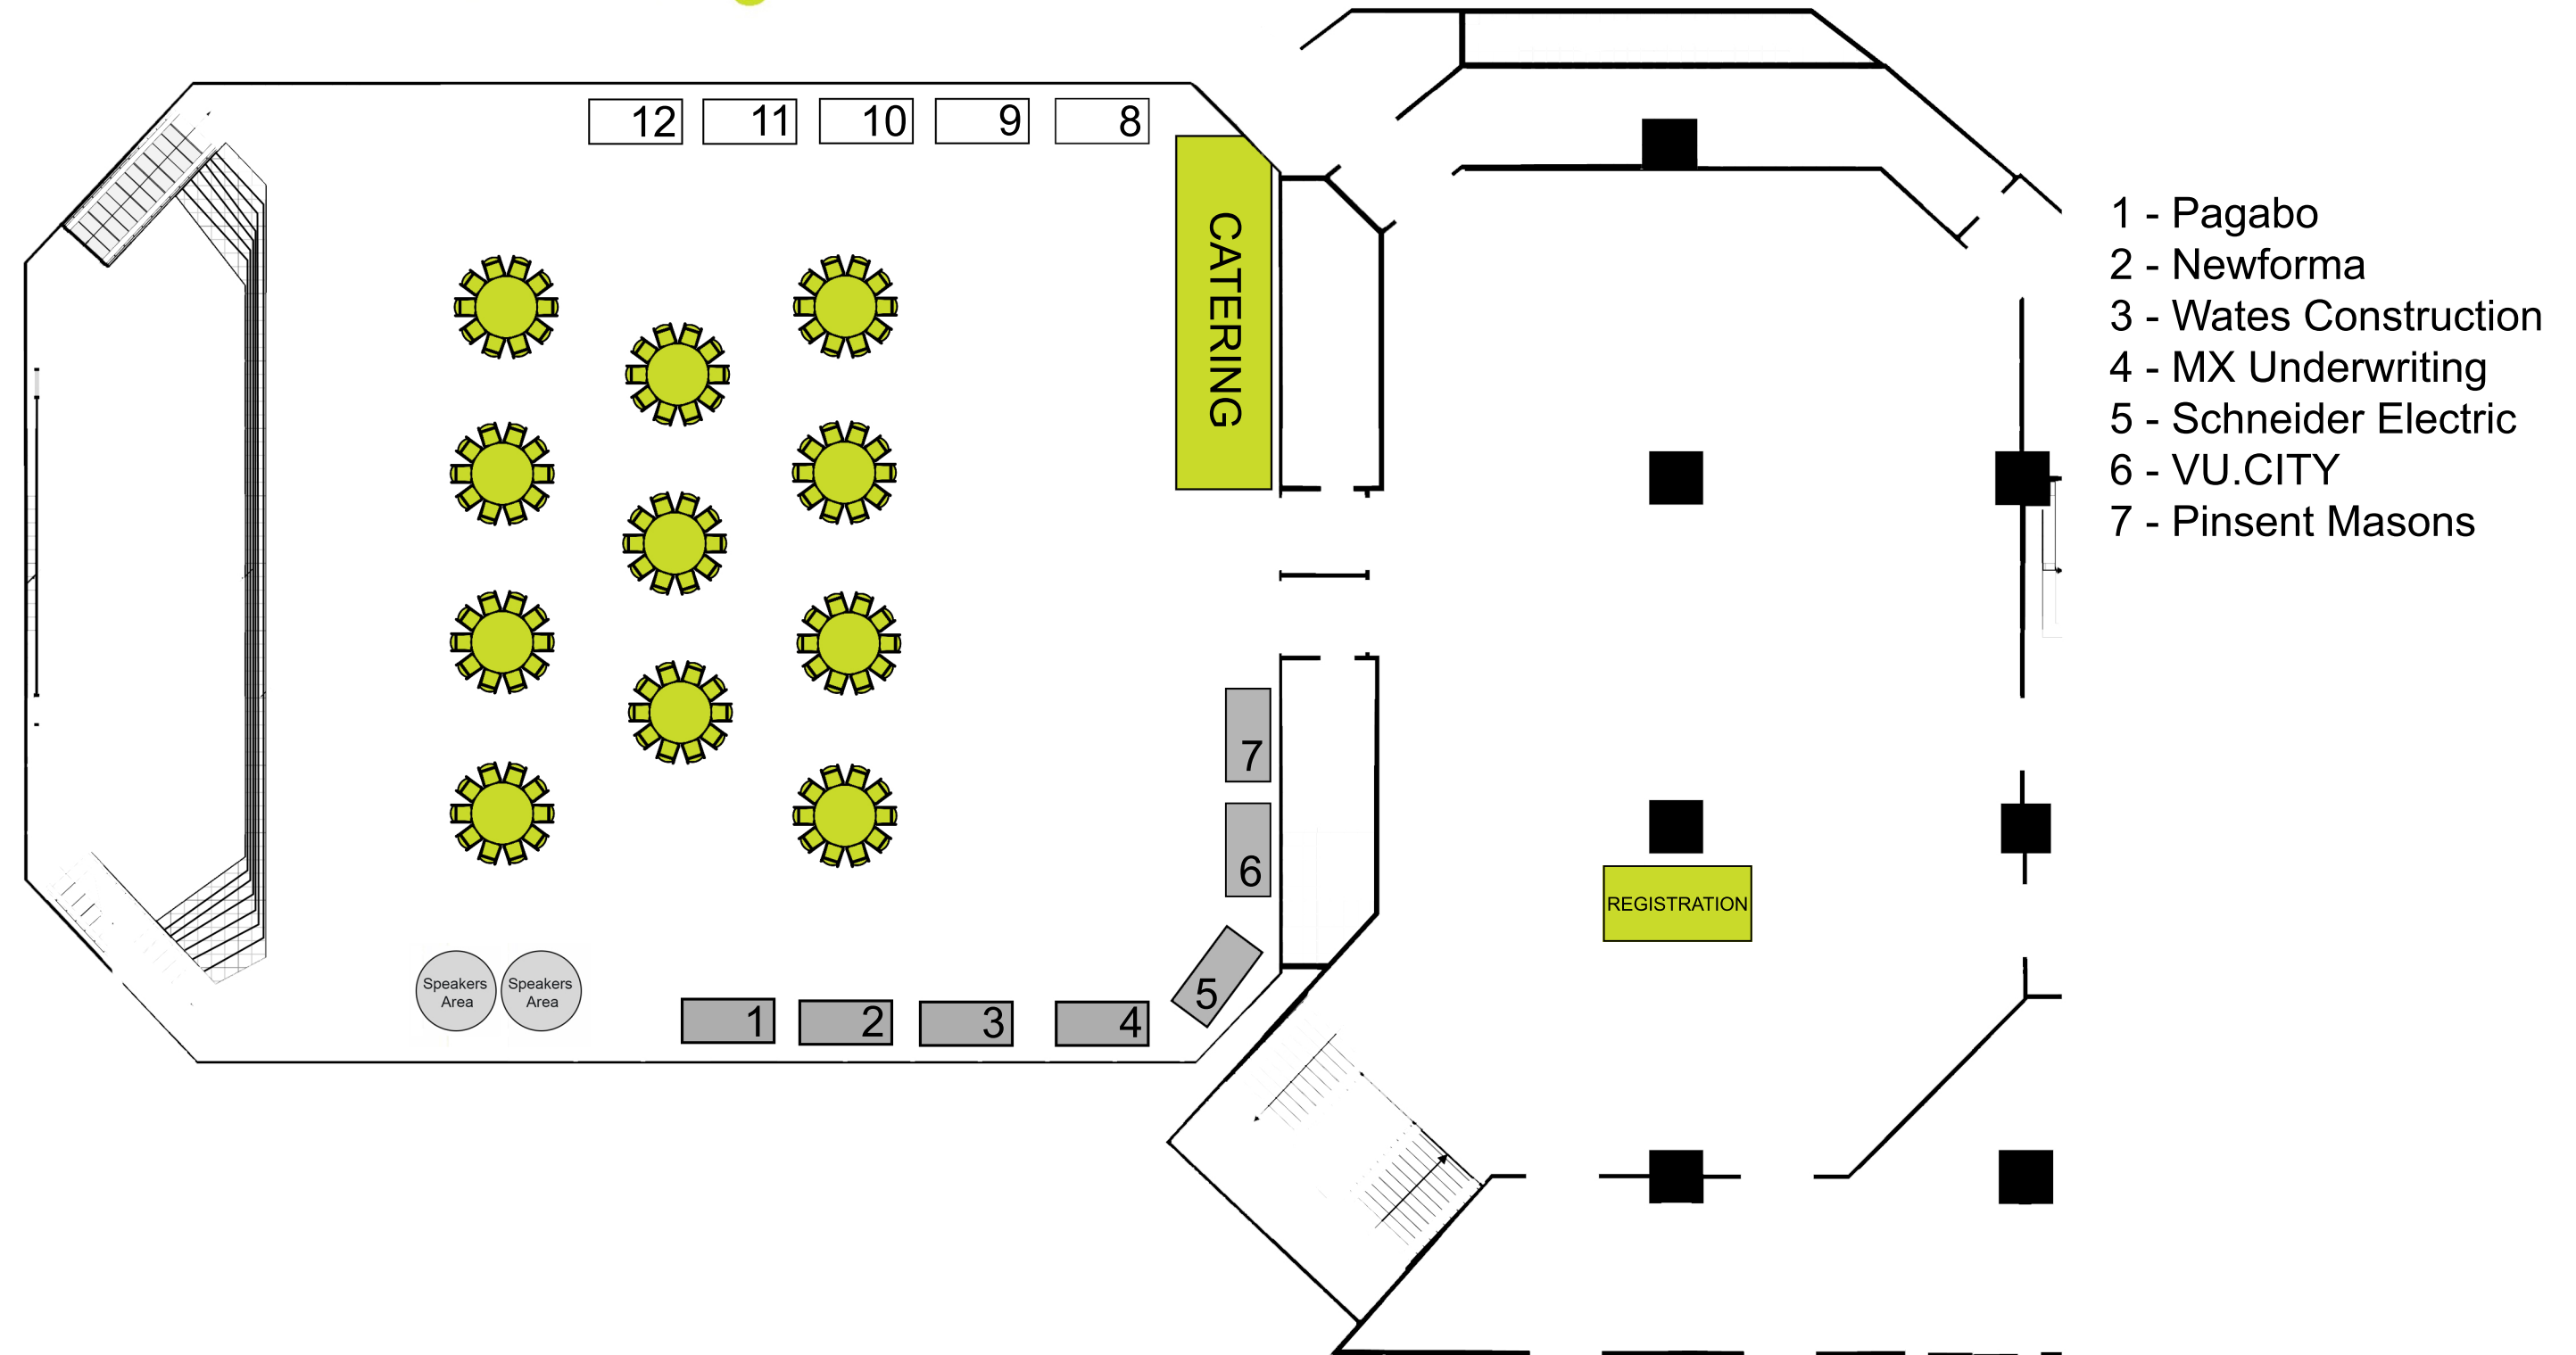 12 11 10 9 8
CATERING
1 - Pagabo
2 - Newforma
3 - Wates Construction
4 - MX Underwriting
5 - Schneider Electric
6 - VU.CITY
7 - Pinsent Masons
7
6
REGISTRATION
5
Speakers
Area
Speakers
Area
1 2 3 4